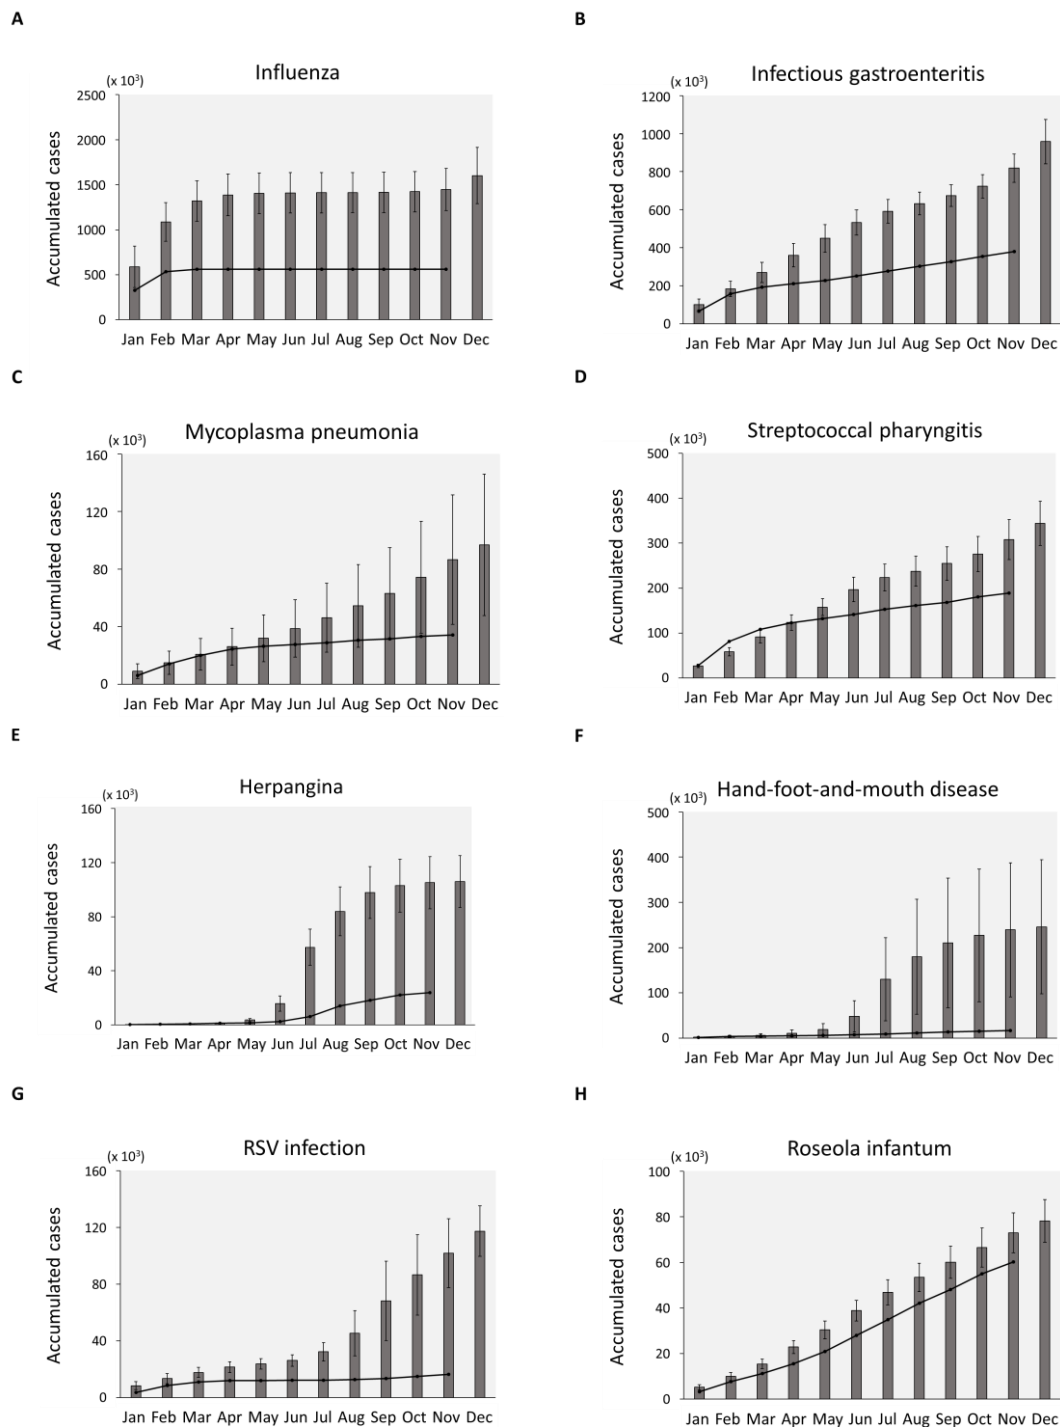 A
Influenza
(x 10³)
Accumulated cases
2500
2000
1500
1000
500
0
Jan Feb Mar Apr May Jun Jul Aug Sep Oct Nov Dec
B
Infectious gastroenteritis
(x 10³)
Accumulated cases
1200
1000
800
600
400
200
0
Jan Feb Mar Apr May Jun Jul Aug Sep Oct Nov Dec
C
Mycoplasma pneumonia
(x 10³)
Accumulated cases
160
120
80
40
0
Jan Feb Mar Apr May Jun Jul Aug Sep Oct Nov Dec
D
Streptococcal pharyngitis
(x 10³)
Accumulated cases
500
400
300
200
100
0
Jan Feb Mar Apr May Jun Jul Aug Sep Oct Nov Dec
E
Herpangina
(x 10³)
Accumulated cases
160
120
80
40
0
Jan Feb Mar Apr May Jun Jul Aug Sep Oct Nov Dec
F
Hand-foot-and-mouth disease
(x 10³)
Accumulated cases
500
400
300
200
100
0
Jan Feb Mar Apr May Jun Jul Aug Sep Oct Nov Dec
G
RSV infection
(x 10³)
Accumulated cases
160
120
80
40
0
Jan Feb Mar Apr May Jun Jul Aug Sep Oct Nov Dec
H
Roseola infantum
(x 10³)
Accumulated cases
100
80
60
40
20
0
Jan Feb Mar Apr May Jun Jul Aug Sep Oct Nov Dec